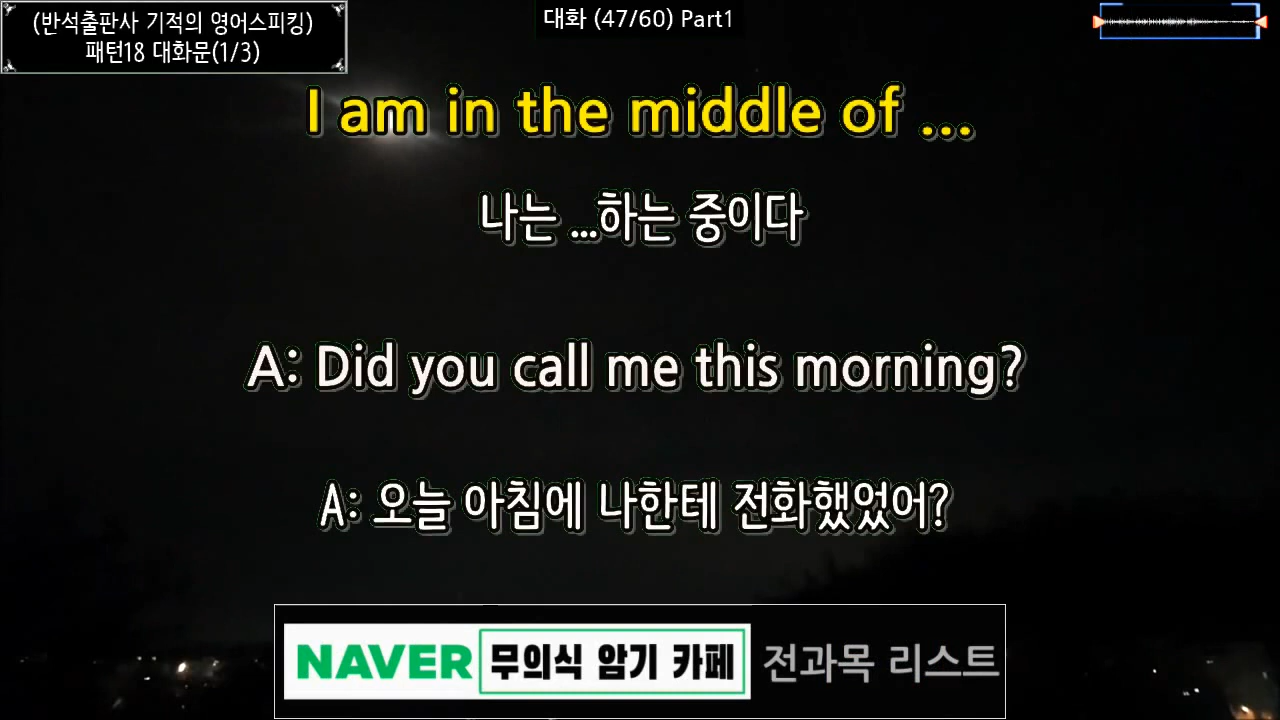 (반석출판사 기적의 영어스피킹)
패턴18 대화문(1/3)
대화 (47/60) Part1
I am in the middle of ...
나는 ...하는 중이다
A: Did you call me this morning?
A: 오늘 아침에 나한테 전화했었어?
NAVER 무의식 암기 카페 전과목 리스트